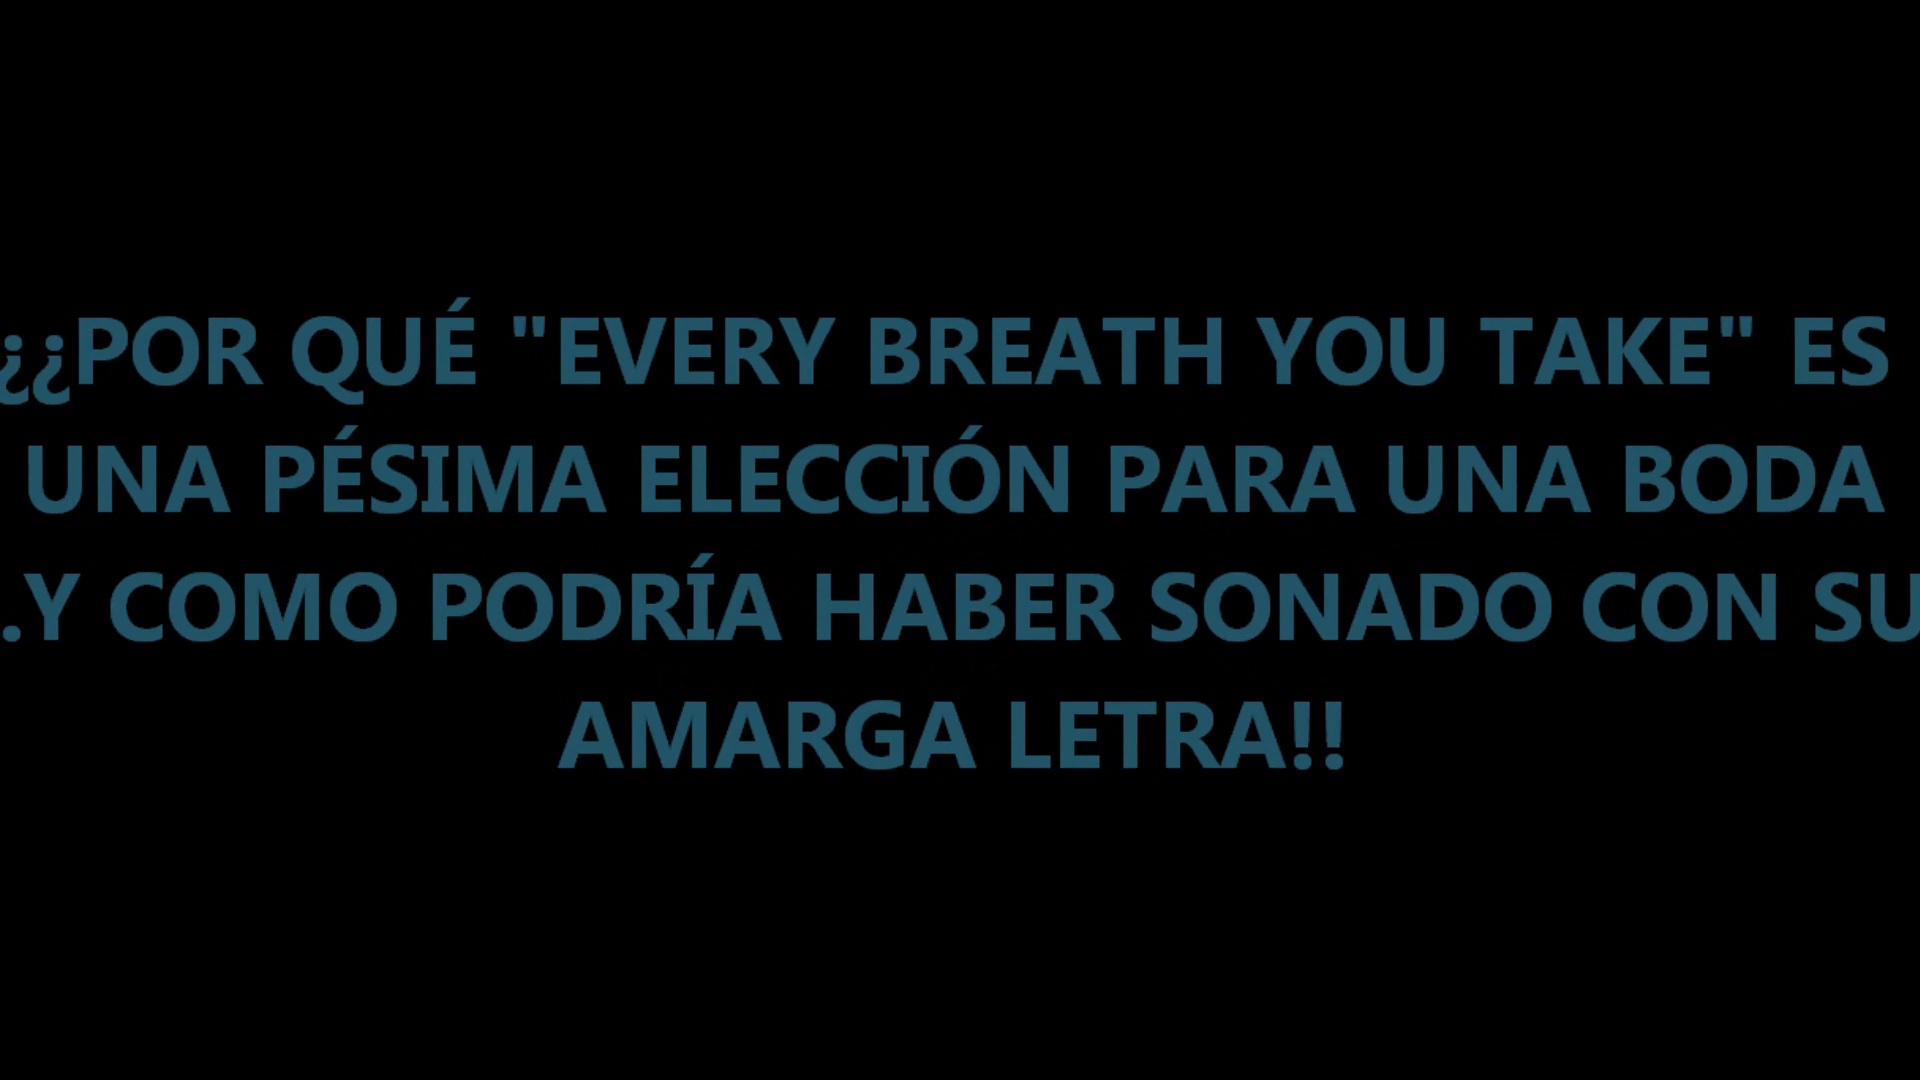 ¿¿POR QUÉ "EVERY BREATH YOU TAKE" ES
UNA PÉSIMA ELECCIÓN PARA UNA BODA
.Y COMO PODRÍA HABER SONADO CON SU
AMARGA LETRA!!